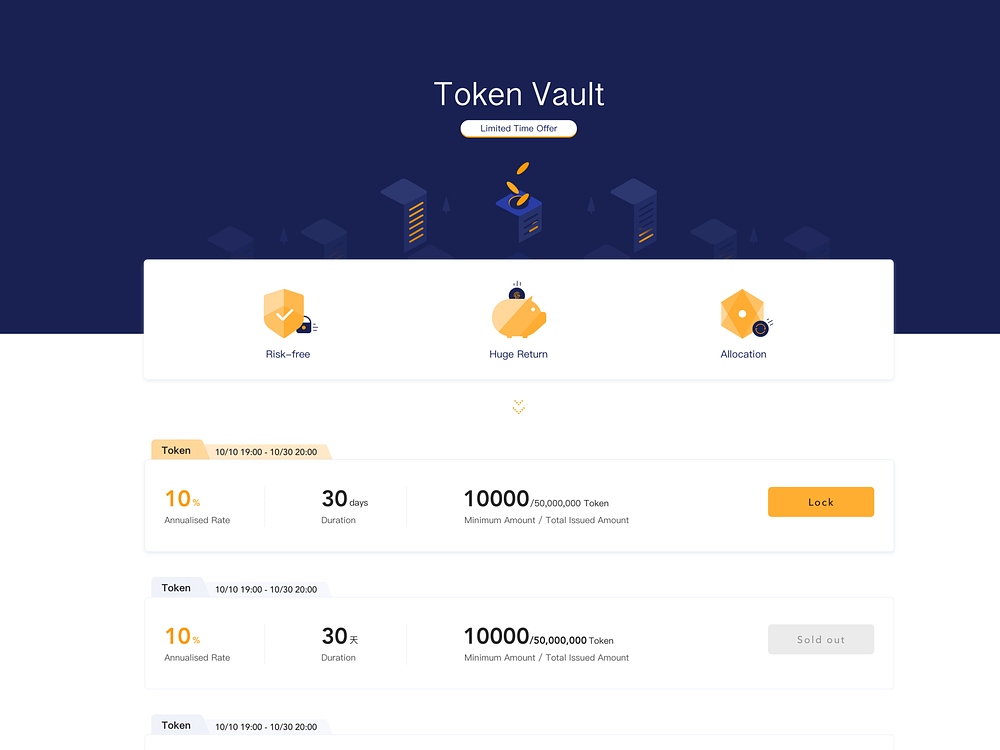 Token Vault
Limited Time Offer
Risk-free
Huge Return
Allocation
Token
10/10 19:00 - 10/30 20:00
10 %
30 days
10000/50,000,000 Token
Lock
Annualised Rate
Duration
Minimum Amount / Total Issued Amount
Token
10/10 19:00 - 10/30 20:00
10 %
30 天
10000/50,000,000 Token
Sold out
Annualised Rate
Duration
Minimum Amount / Total Issued Amount
Token
10/10 19:00 - 10/30 20:00